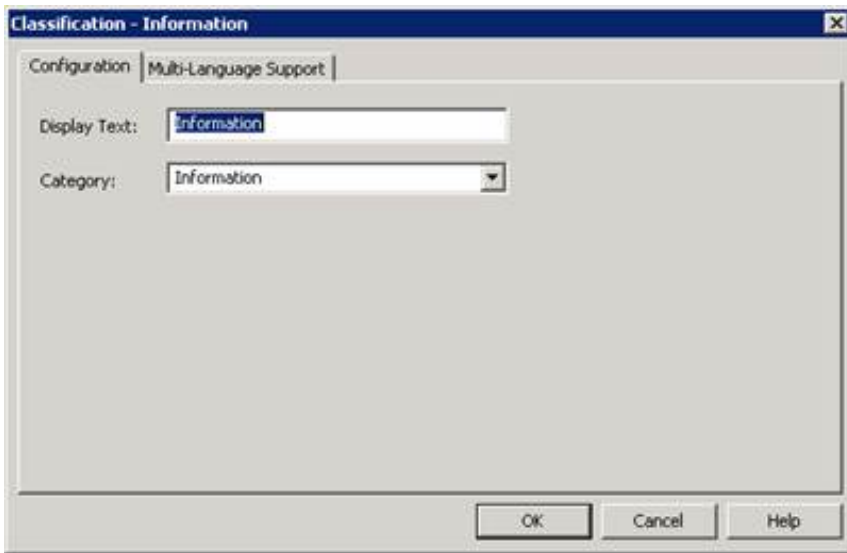 Classification - Information
Configuration Multi-Language Support
Display Text: Information
Category: Information
OK Cancel Help